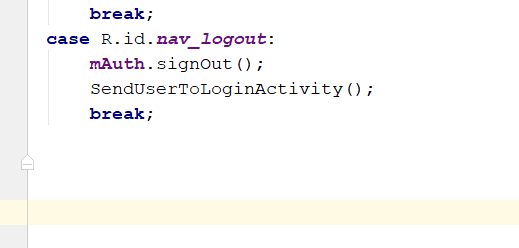 break;
case R.id.nav_logout:
mAuth.signOut();
SendUserToLoginActivity();
break;